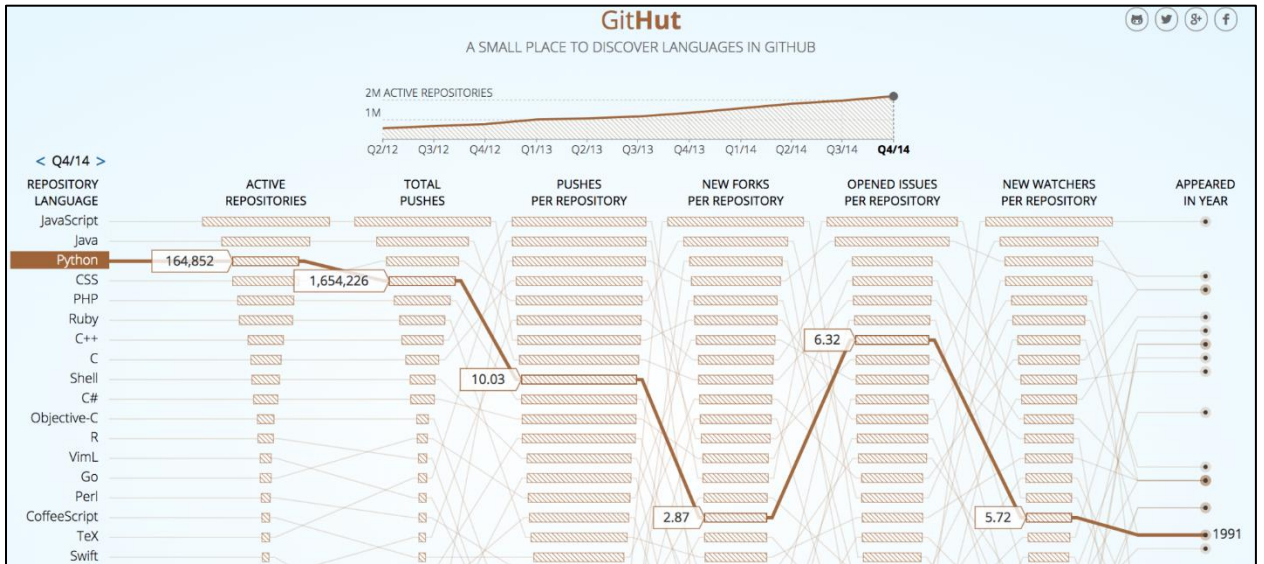 GitHut
A SMALL PLACE TO DISCOVER LANGUAGES IN GITHUB
8+
f
2M ACTIVE REPOSITORIES
1M
Q2/12 Q3/12 Q4/12 Q1/13 Q2/13 Q3/13 Q4/13 Q1/14 Q2/14 Q3/14 Q4/14
< Q4/14 >
REPOSITORY LANGUAGE
ACTIVE REPOSITORIES
TOTAL PUSHES
PUSHES PER REPOSITORY
NEW FORKS PER REPOSITORY
OPENED ISSUES PER REPOSITORY
NEW WATCHERS PER REPOSITORY
APPEARED IN YEAR
JavaScript
Java
Python 164,852
CSS 1,654,226
PHP
Ruby
C++ 6.32
C
Shell 10.03
C#
Objective-C
R
VimL
Go
Perl
CoffeeScript 2.87 5.72
TeX 1991
Swift